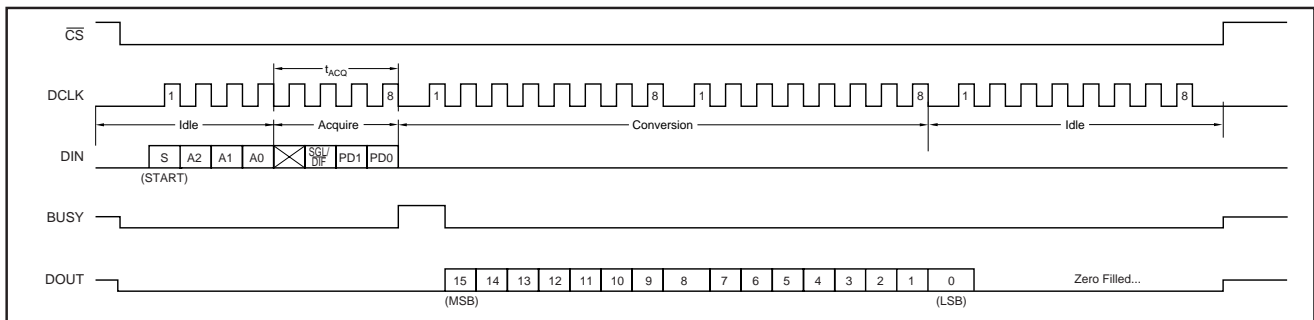 CS
tACQ
DCLK 1 8 1 8 1 8 1 8
Idle Acquire Conversion Idle
DIN S A2 A1 A0 SGL/DIF PD1 PD0
(START)
BUSY
DOUT 15 14 13 12 11 10 9 8 7 6 5 4 3 2 1 0 Zero Filled...
(MSB) (LSB)